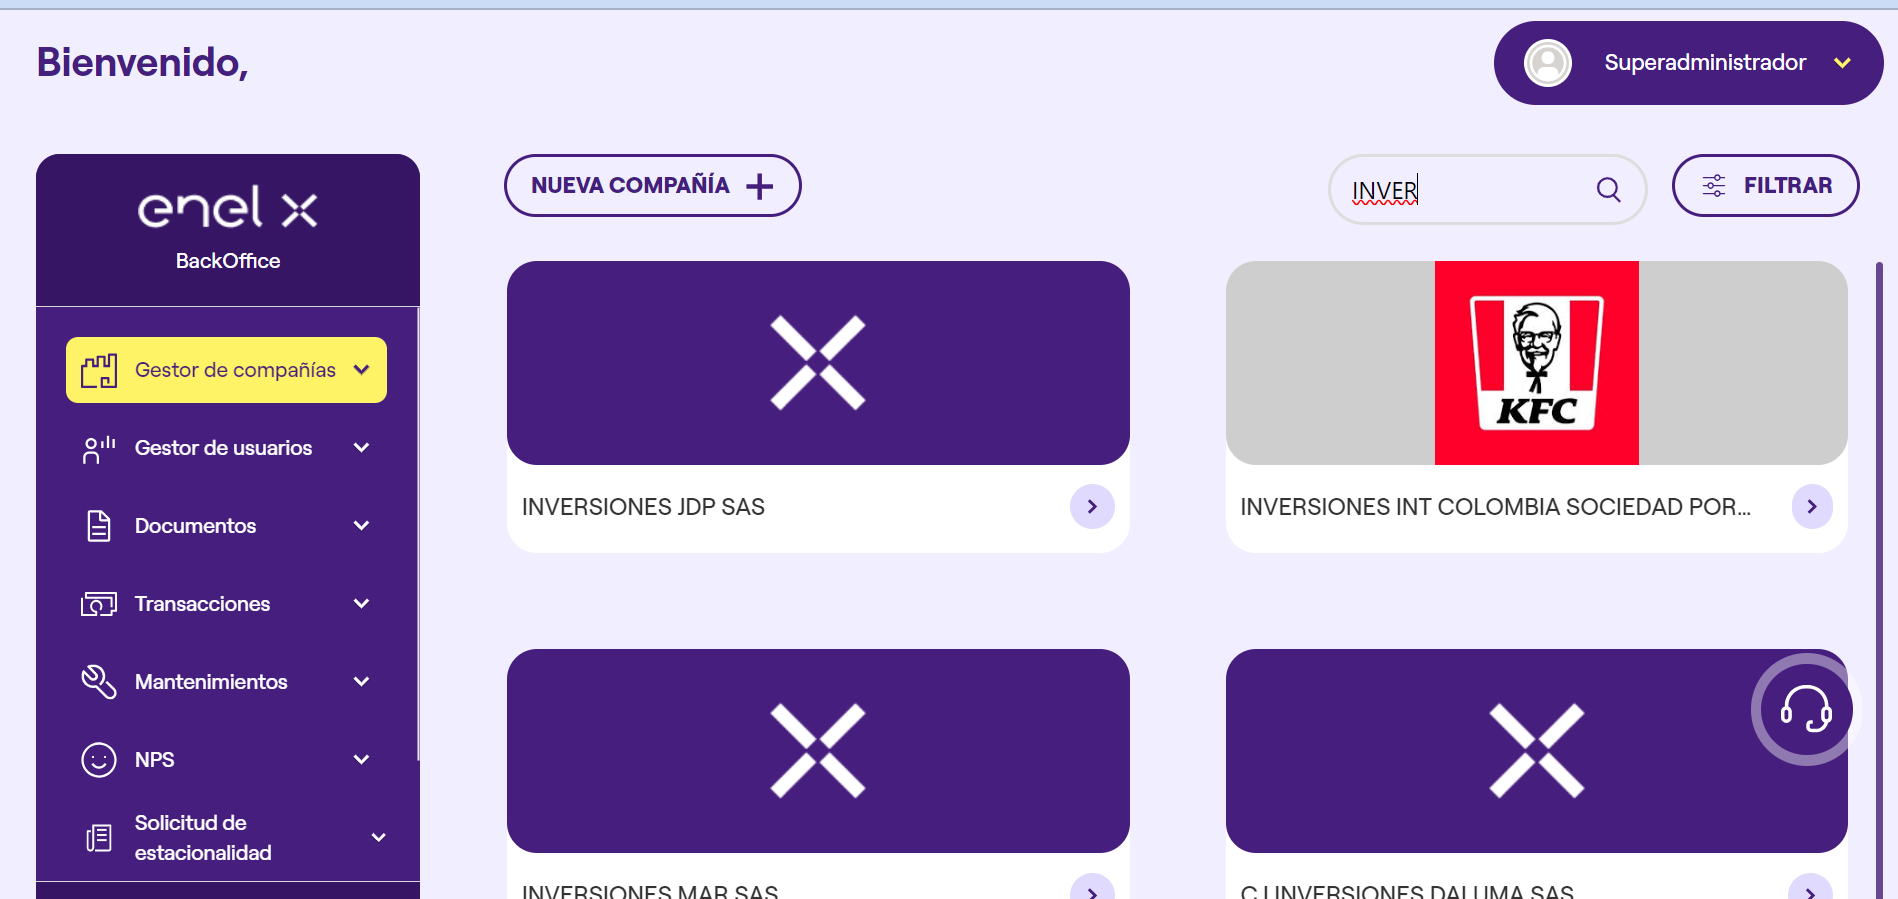 Bienvenido,
Superadministrador
enel x
BackOffice
NUEVA COMPAÑÍA
INVER
FILTRAR
Gestor de compañías
Gestor de usuarios
Documentos
Transacciones
Mantenimientos
NPS
Solicitud de
estacionalidad
KFC
INVERSIONES JDP SAS
INVERSIONES INT COLOMBIA SOCIEDAD POR...
INVERSIONES MAR SAS
C J INVERSIONES DALUMA SAS